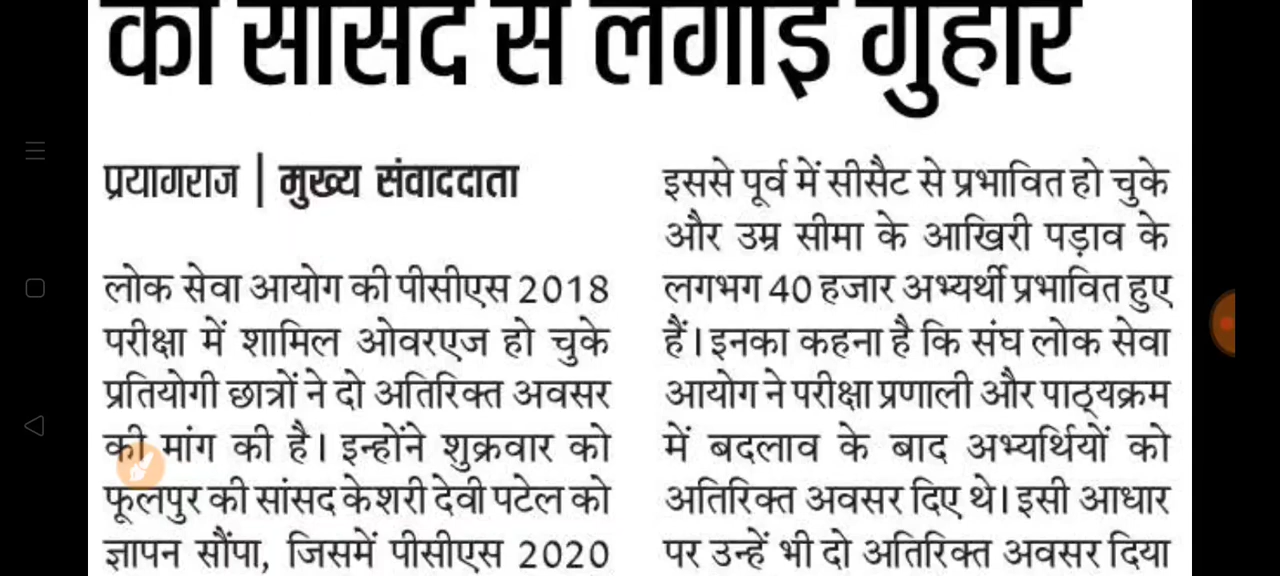 की सांसद से लगाई गुहार
प्रयागराज | मुख्य संवाददाता
लोक सेवा आयोग की पीसीएस 2018
परीक्षा में शामिल ओवरएज हो चुके
प्रतियोगी छात्रों ने दो अतिरिक्त अवसर
की मांग की है। इन्होंने शुक्रवार को
फूलपुर की सांसद केशरी देवी पटेल को
ज्ञापन सौंपा, जिसमें पीसीएस 2020
इससे पूर्व में सीसैट से प्रभावित हो चुके
और उम्र सीमा के आखिरी पड़ाव के
लगभग 40 हजार अभ्यर्थी प्रभावित हुए
हैं। इनका कहना है कि संघ लोक सेवा
आयोग ने परीक्षा प्रणाली और पाठ्यक्रम
में बदलाव के बाद अभ्यर्थियों को
अतिरिक्त अवसर दिए थे। इसी आधार
पर उन्हें भी दो अतिरिक्त अवसर दिया